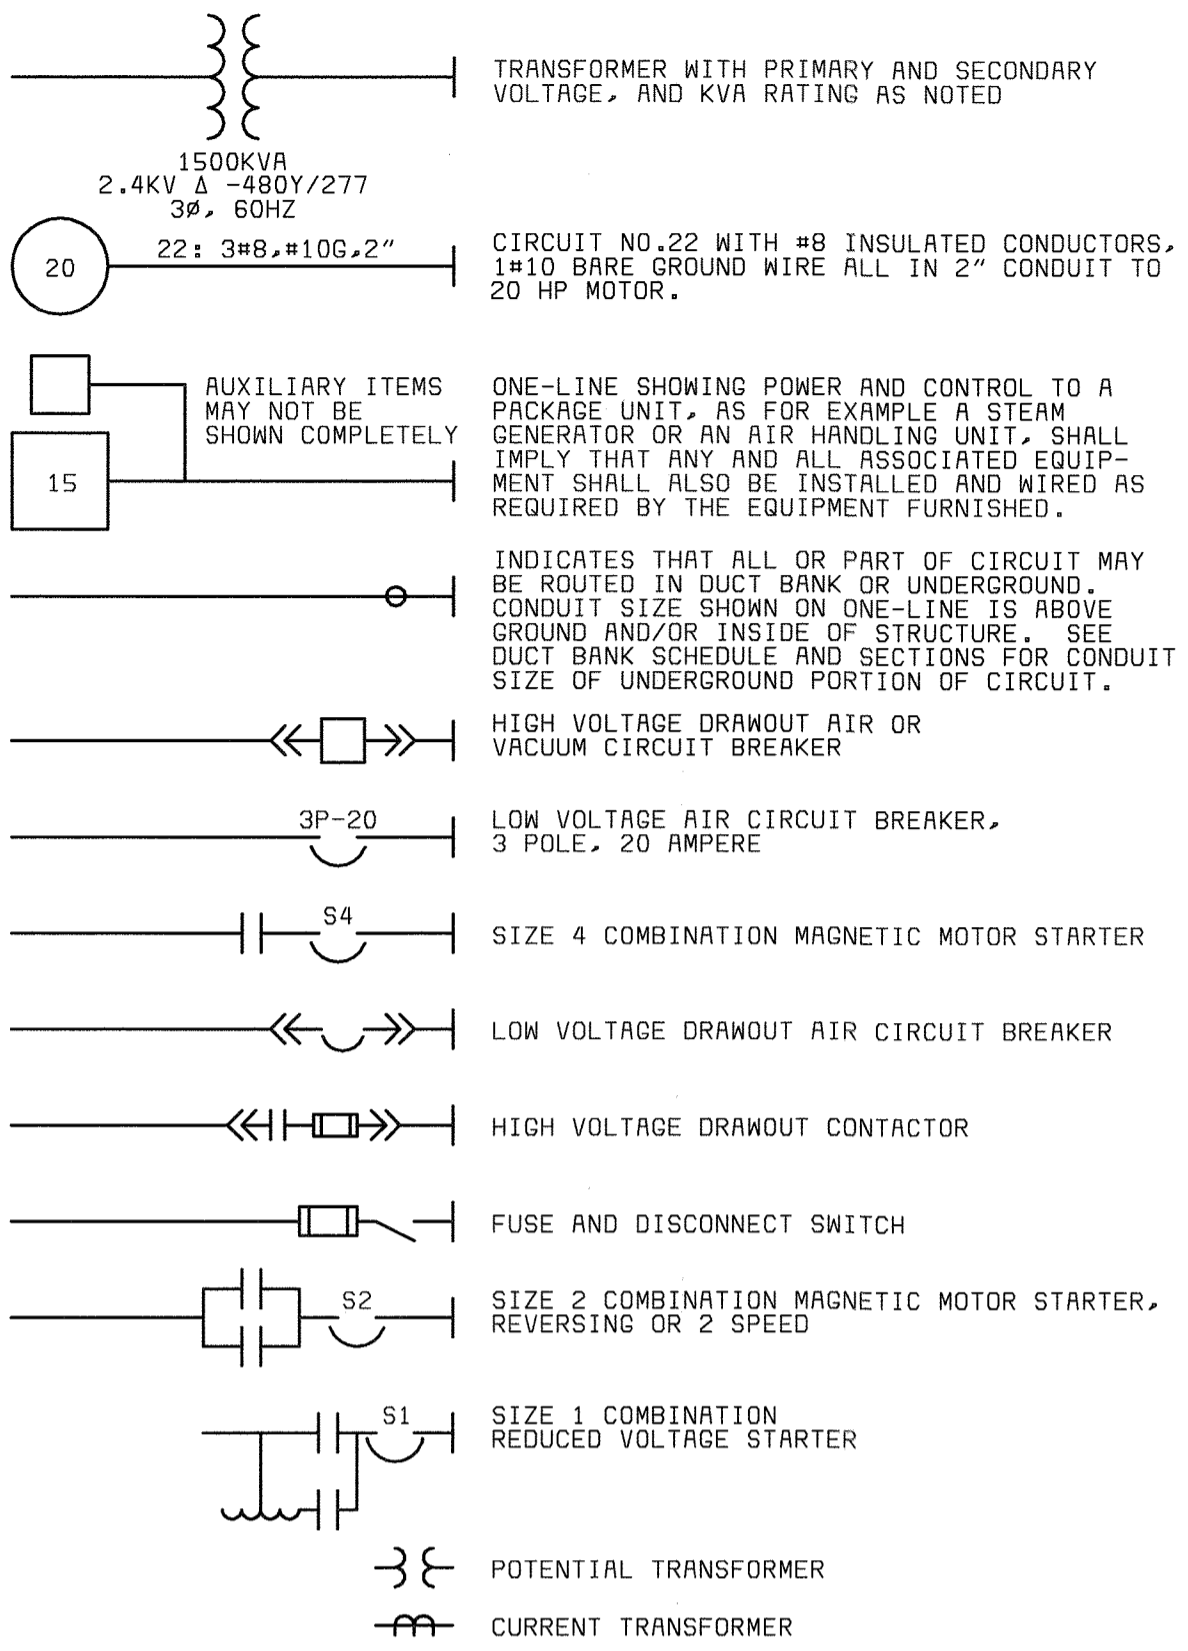 TRANSFORMER WITH PRIMARY AND SECONDARY
VOLTAGE, AND KVA RATING AS NOTED
1500KVA
2.4KV Δ -480Y/277
3Ø, 60HZ
20
22: 3#8,#10G,2"
CIRCUIT NO.22 WITH #8 INSULATED CONDUCTORS,
1#10 BARE GROUND WIRE ALL IN 2" CONDUIT TO
20 HP MOTOR.
AUXILIARY ITEMS
MAY NOT BE
SHOWN COMPLETELY
15
ONE-LINE SHOWING POWER AND CONTROL TO A
PACKAGE UNIT, AS FOR EXAMPLE A STEAM
GENERATOR OR AN AIR HANDLING UNIT, SHALL
IMPLY THAT ANY AND ALL ASSOCIATED EQUIP-
MENT SHALL ALSO BE INSTALLED AND WIRED AS
REQUIRED BY THE EQUIPMENT FURNISHED.
INDICATES THAT ALL OR PART OF CIRCUIT MAY
BE ROUTED IN DUCT BANK OR UNDERGROUND.
CONDUIT SIZE SHOWN ON ONE-LINE IS ABOVE
GROUND AND/OR INSIDE OF STRUCTURE. SEE
DUCT BANK SCHEDULE AND SECTIONS FOR CONDUIT
SIZE OF UNDERGROUND PORTION OF CIRCUIT.
HIGH VOLTAGE DRAWOUT AIR OR
VACUUM CIRCUIT BREAKER
3P-20
LOW VOLTAGE AIR CIRCUIT BREAKER,
3 POLE, 20 AMPERE
S4
SIZE 4 COMBINATION MAGNETIC MOTOR STARTER
LOW VOLTAGE DRAWOUT AIR CIRCUIT BREAKER
HIGH VOLTAGE DRAWOUT CONTACTOR
FUSE AND DISCONNECT SWITCH
S2
SIZE 2 COMBINATION MAGNETIC MOTOR STARTER,
REVERSING OR 2 SPEED
S1
SIZE 1 COMBINATION
REDUCED VOLTAGE STARTER
POTENTIAL TRANSFORMER
CURRENT TRANSFORMER